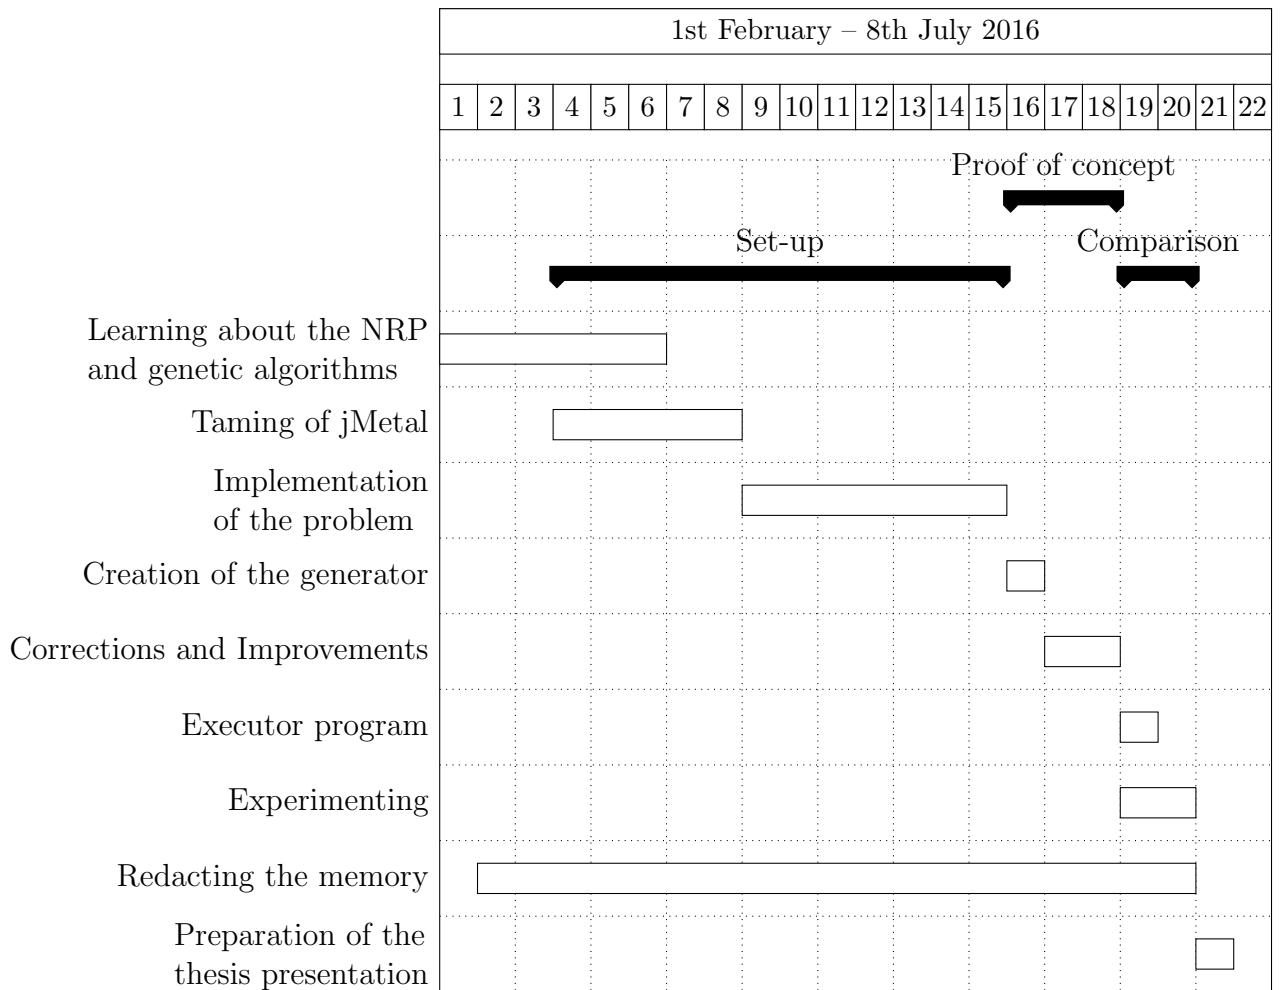 1st February – 8th July 2016
1 2 3 4 5 6 7 8 9 10 11 12 13 14 15 16 17 18 19 20 21 22
Proof of concept
Set-up
Comparison
Learning about the NRP
and genetic algorithms
Taming of jMetal
Implementation
of the problem
Creation of the generator
Corrections and Improvements
Executor program
Experimenting
Redacting the memory
Preparation of the
thesis presentation